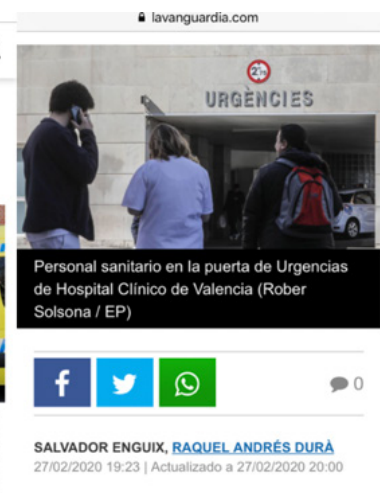 lavanguardia.com
URGÈNCIES
Personal sanitario en la puerta de Urgencias
de Hospital Clínico de Valencia (Rober
Solsona / EP)
0
SALVADOR ENGUIX, RAQUEL ANDRÉS DURÀ
27/02/2020 19:23 | Actualizado a 27/02/2020 20:00